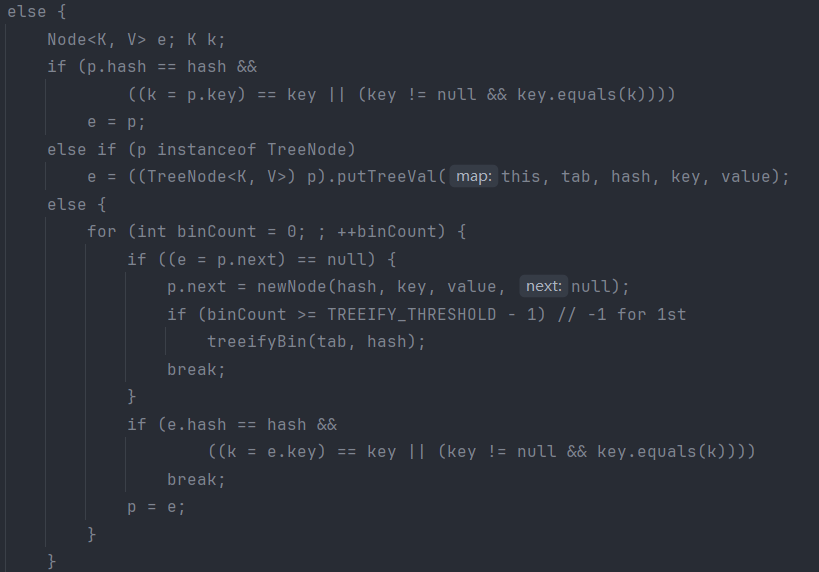 else {
Node<K, V> e; K k;
if (p.hash == hash &&
((k = p.key) == key || (key != null && key.equals(k))))
e = p;
else if (p instanceof TreeNode)
e = ((TreeNode<K, V>) p).putTreeVal( map: this, tab, hash, key, value);
else {
for (int binCount = 0; ; ++binCount) {
if ((e = p.next) == null) {
p.next = newNode(hash, key, value, next: null);
if (binCount >= TREEIFY_THRESHOLD - 1) // -1 for 1st
treeifyBin(tab, hash);
break;
}
if (e.hash == hash &&
((k = e.key) == key || (key != null && key.equals(k))))
break;
p = e;
}
}